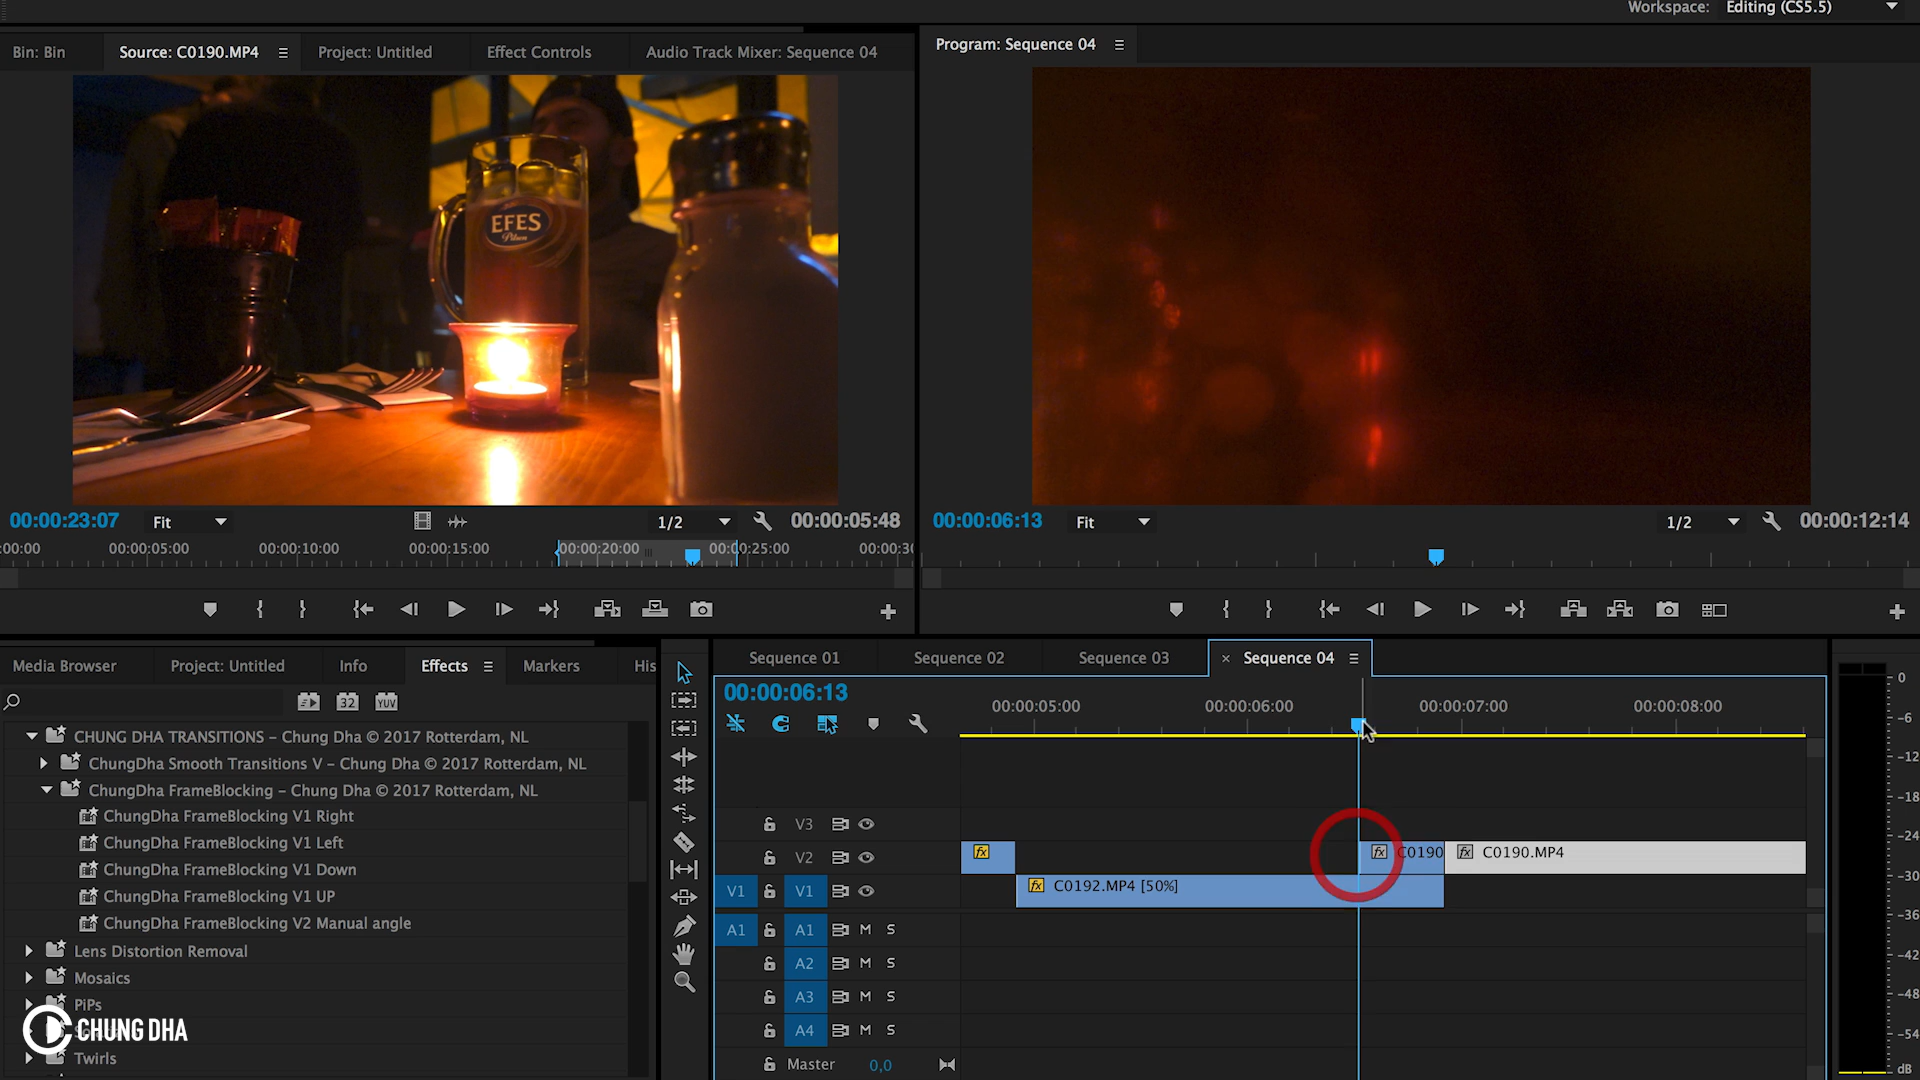 Workspace: Editing (CS5.5)
Bin: Bin Source: C0190.MP4 Project: Untitled Effect Controls Audio Track Mixer: Sequence 04
Program: Sequence 04
EFES
Pilsen
00:00:23:07 Fit 1/2 00:00:05:48
00:00:06:13 Fit 1/2 00:00:12:14
:00:00 00:00:05:00 00:00:10:00 00:00:15:00 00:00:20:00 00:00:25:00 00:00:30
Media Browser Project: Untitled Info Effects Markers His
32 YUV
CHUNG DHA TRANSITIONS - Chung Dha © 2017 Rotterdam, NL
ChungDha Smooth Transitions V - Chung Dha © 2017 Rotterdam, NL
ChungDha FrameBlocking - Chung Dha © 2017 Rotterdam, NL
ChungDha FrameBlocking V1 Right
ChungDha FrameBlocking V1 Left
ChungDha FrameBlocking V1 Down
ChungDha FrameBlocking V1 UP
ChungDha FrameBlocking V2 Manual angle
Lens Distortion Removal
Mosaics
PiPs
CHUNG DHA
Twirls
Sequence 01 Sequence 02 Sequence 03 × Sequence 04
00:00:06:13
00:00:05:00 00:00:06:00 00:00:07:00 00:00:08:00
V3
V2 fx fx C0190 fx C0190.MP4
V1 V1 fx C0192.MP4 [50%]
A1 A1 M S
A2 M S
A3 M S
A4 M S
Master 0,0
0
-6
-12
-18
-24
-30
-36
-42
-48
-54
dB